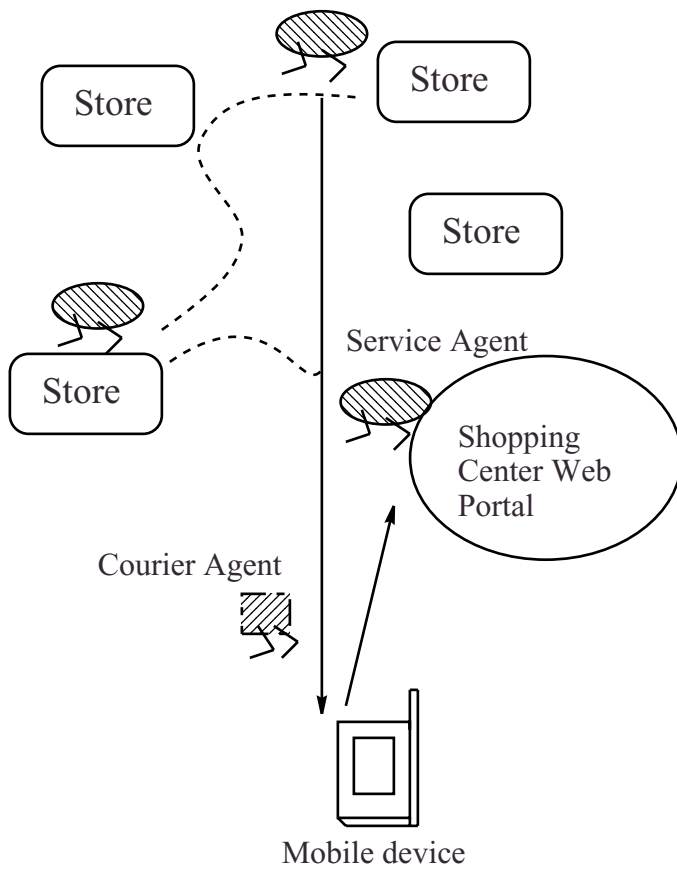 Store
Store
Store
Service Agent
Store
Shopping
Center Web
Portal
Courier Agent
Mobile device